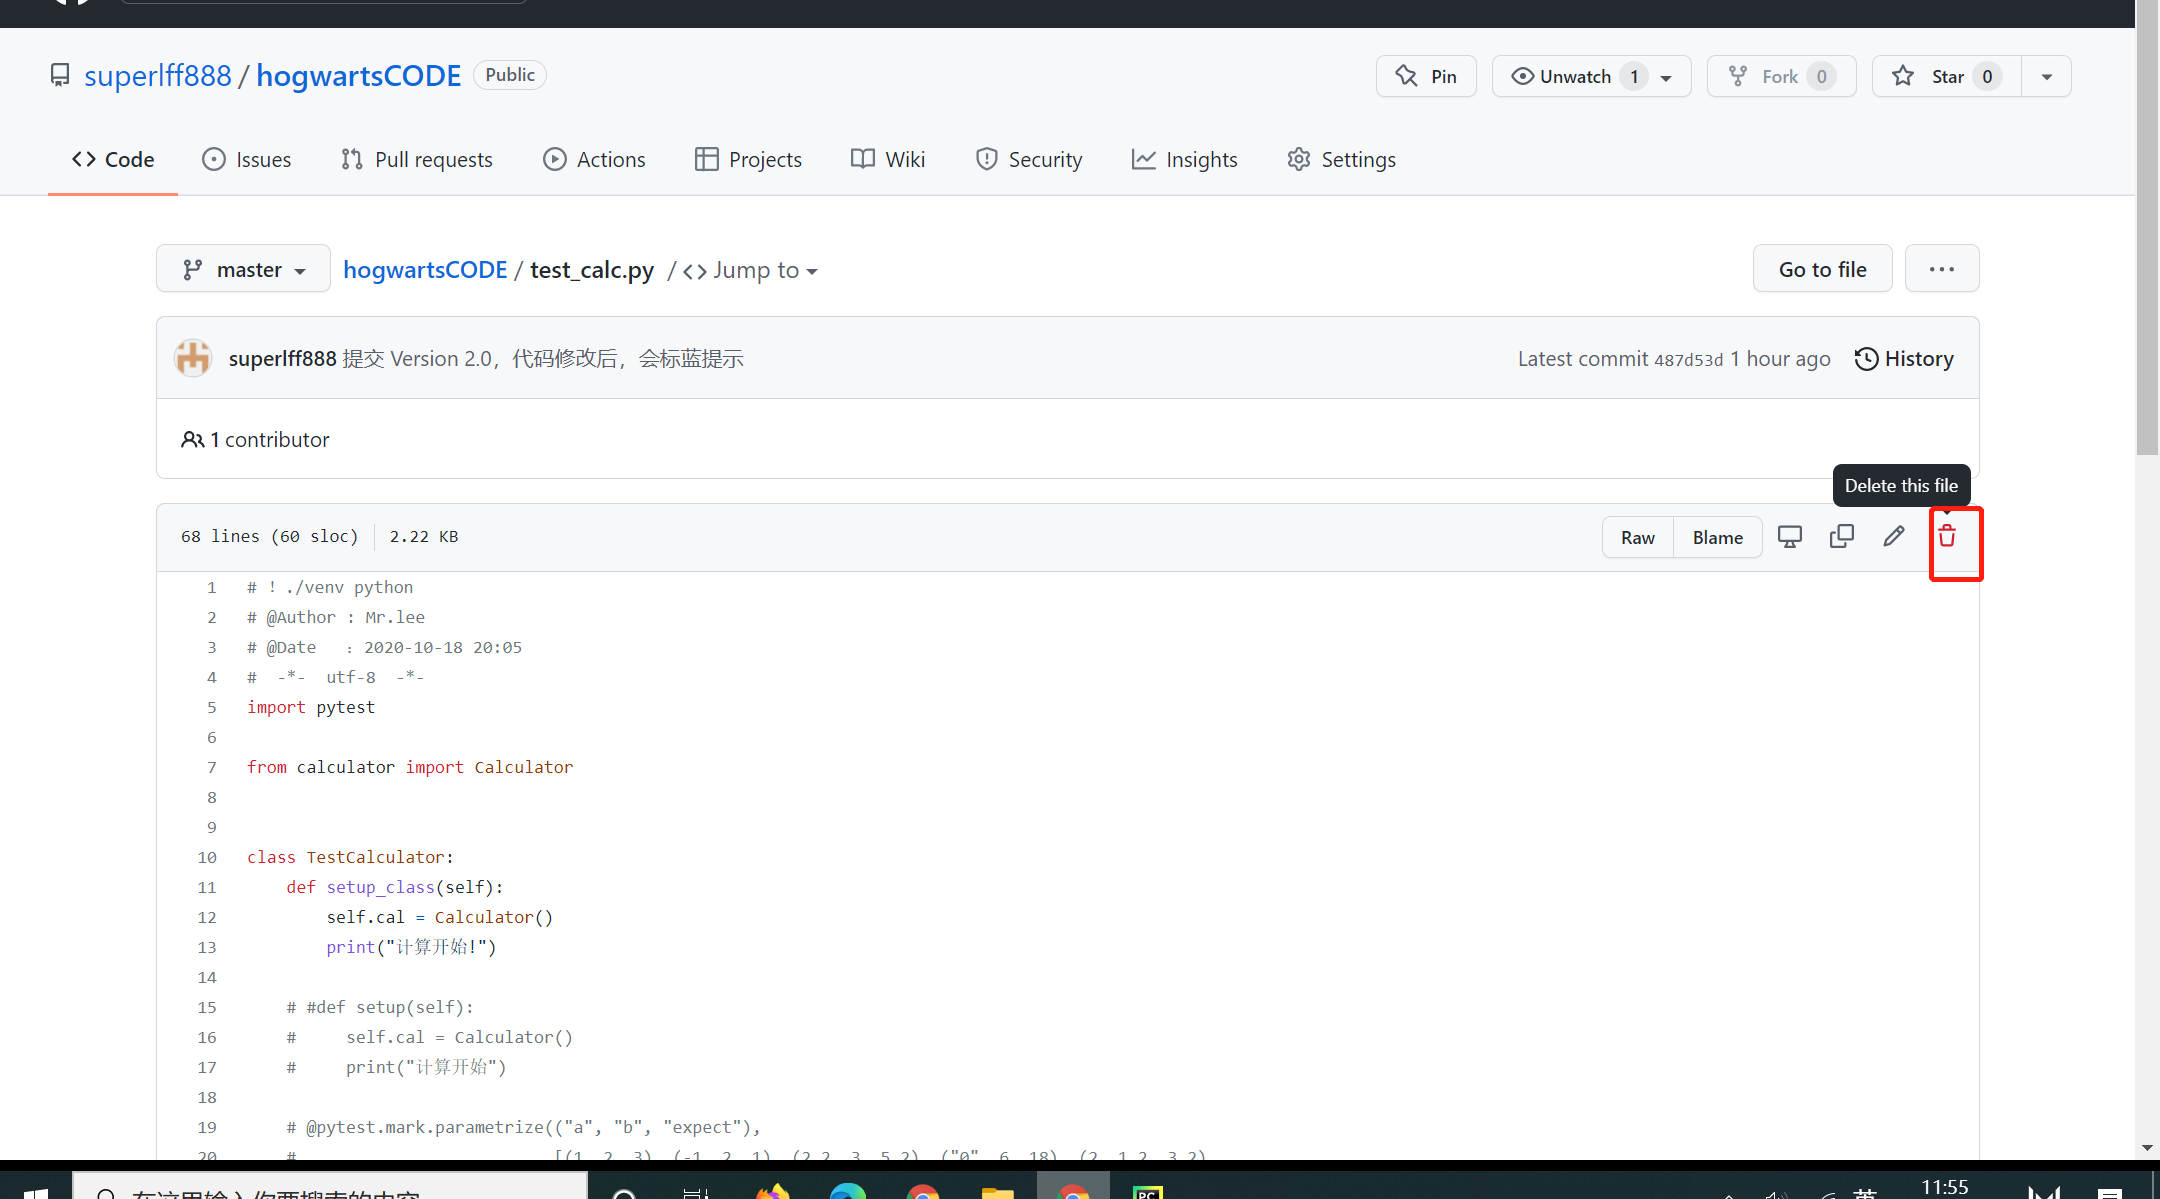 superlff888 / hogwartsCODE Public
Pin
Unwatch 1
Fork 0
Star 0
Code
Issues
Pull requests
Actions
Projects
Wiki
Security
Insights
Settings
master
hogwartsCODE / test_calc.py / <> Jump to
Go to file
...
superlff888 提交 Version 2.0，代码修改后，会标蓝提示
Latest commit 487d53d 1 hour ago
History
1 contributor
Delete this file
68 lines (60 sloc) 2.22 KB
Raw
Blame
1 # ! ./venv python
2 # @Author : Mr.lee
3 # @Date ：2020-10-18 20:05
4 # -*- utf-8 -*-
5 import pytest
6
7 from calculator import Calculator
8
9
10 class TestCalculator:
11 def setup_class(self):
12 self.cal = Calculator()
13 print("计算开始!")
14
15 # #def setup(self):
16 # self.cal = Calculator()
17 # print("计算开始")
18
19 # @pytest.mark.parametrize(("a", "b", "expect"),
20 #
在这里输入你要搜索的内容
PC
英
11:55